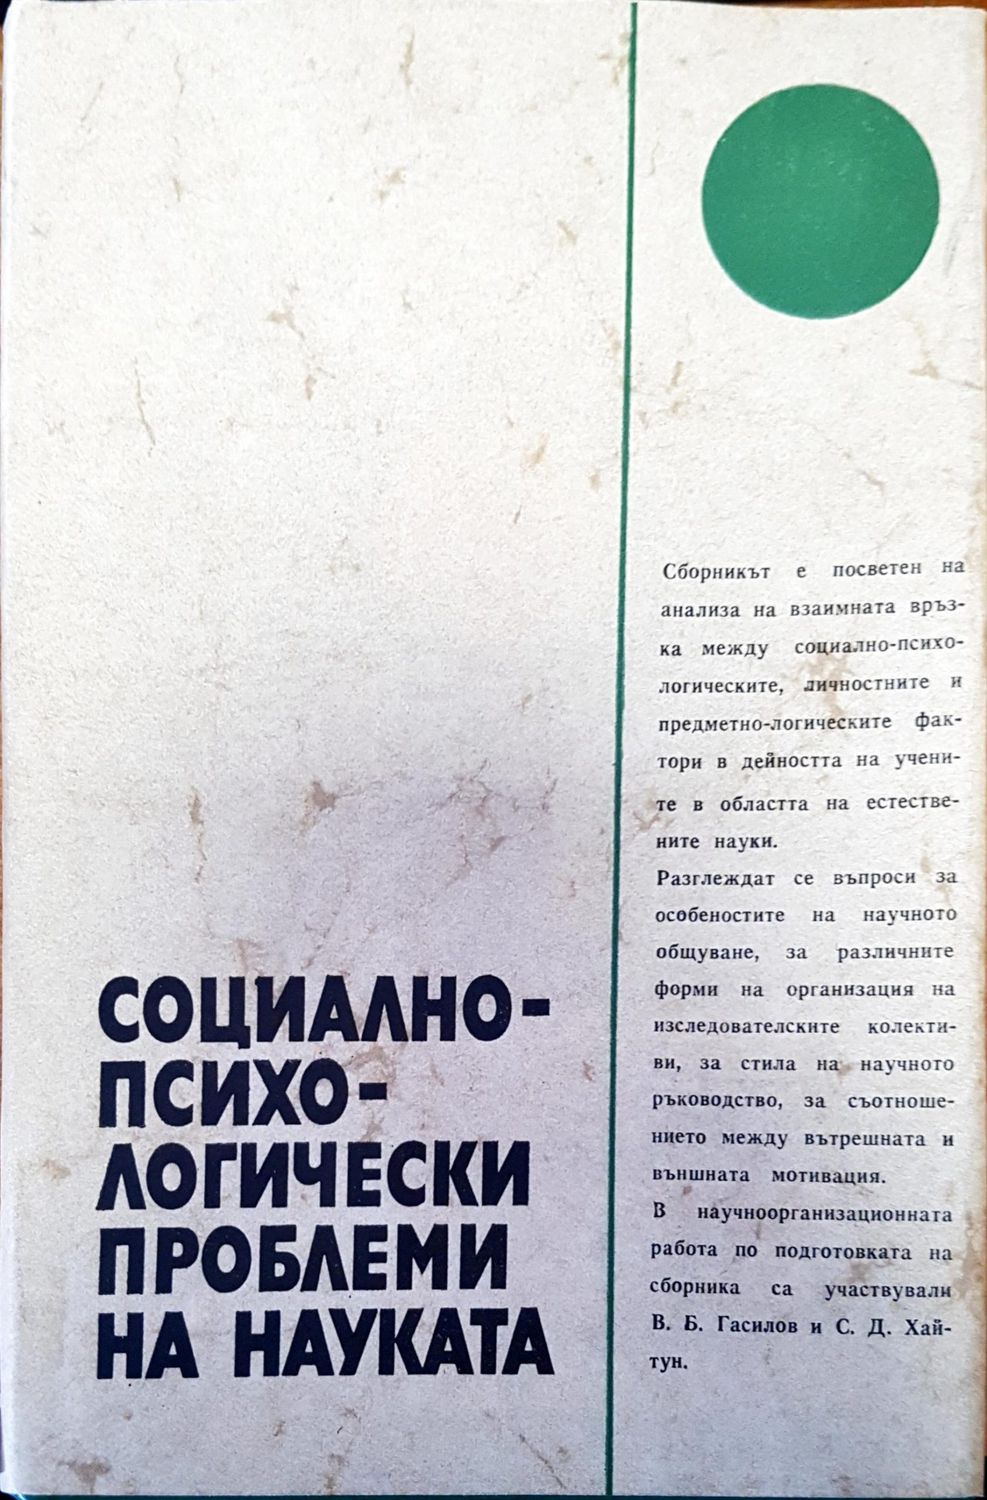 СОЦИАЛНО-
ПСИХО-
ЛОГИЧЕСКИ
ПРОБЛЕМИ
НА НАУКАТА
Сборникът е посветен на
анализа на взаимната връз-
ка между социално-психо-
логическите, личностните и
предметно-логическите фак-
тори в дейността на учени-
те в областта на естестве-
ните науки.
Разглеждат се въпроси за
особеностите на научното
общуване, за различните
форми на организация на
изследователските колекти-
ви, за стила на научното
ръководство, за съотноше-
нието между вътрешната и
външната мотивация.
В научноорганизационната
работа по подготовката на
сборника са участвували
В. Б. Гасилов и С. Д. Хай-
тун.